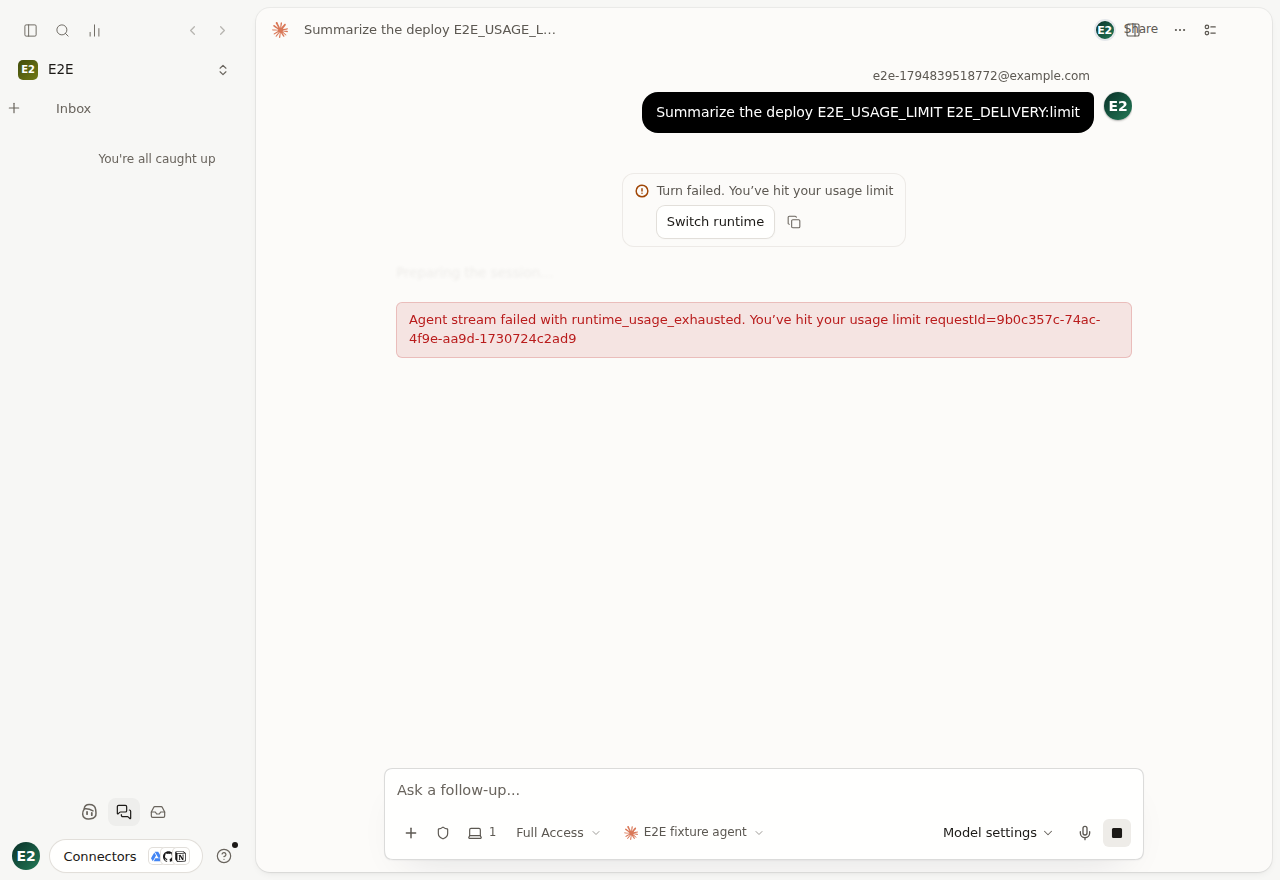 Summarize the deploy E2E_USAGE_L…
E2 Share
E2 E2E
Inbox
You're all caught up
e2e-1794839518772@example.com
Summarize the deploy E2E_USAGE_LIMIT E2E_DELIVERY:limit
E2
Turn failed. You’ve hit your usage limit
Switch runtime
Preparing the session...
Agent stream failed with runtime_usage_exhausted. You’ve hit your usage limit requestId=9b0c357c-74ac-
4f9e-aa9d-1730724c2ad9
Ask a follow-up...
1 Full Access E2E fixture agent Model settings
E2 Connectors